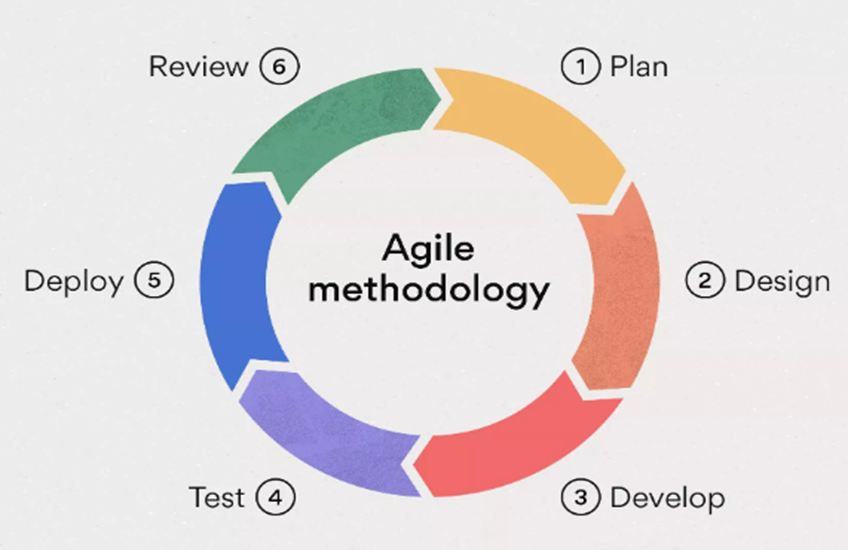 Review 6
1 Plan
Agile
methodology
Deploy 5
2 Design
Test 4
3 Develop